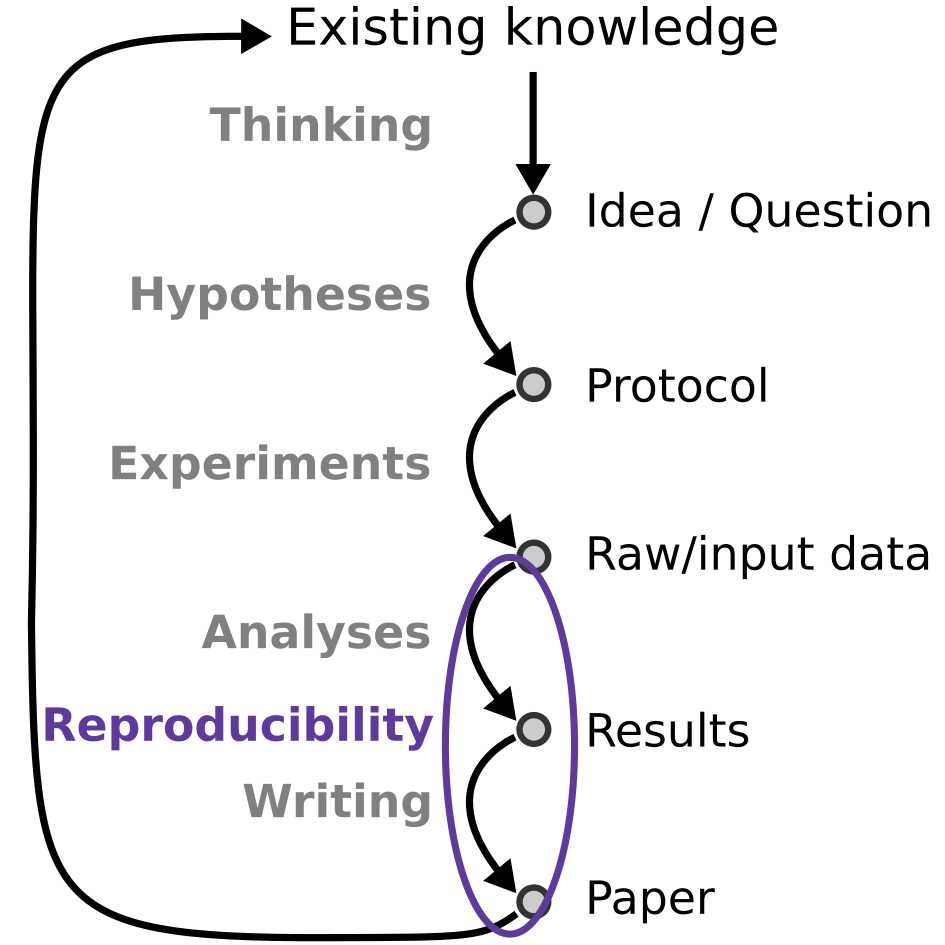 Existing knowledge
Thinking
Idea / Question
Hypotheses
Protocol
Experiments
Raw/input data
Analyses
Reproducibility
Results
Writing
Paper